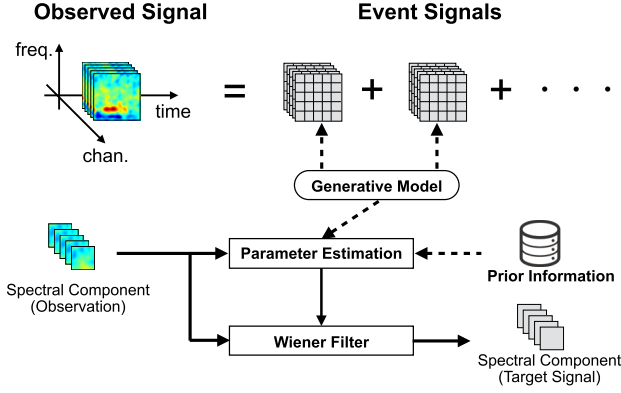 Observed Signal
Event Signals
freq.
time
chan.
=
+
+
· · ·
Generative Model
Parameter Estimation
Prior Information
Spectral Component
(Observation)
Wiener Filter
Spectral Component
(Target Signal)